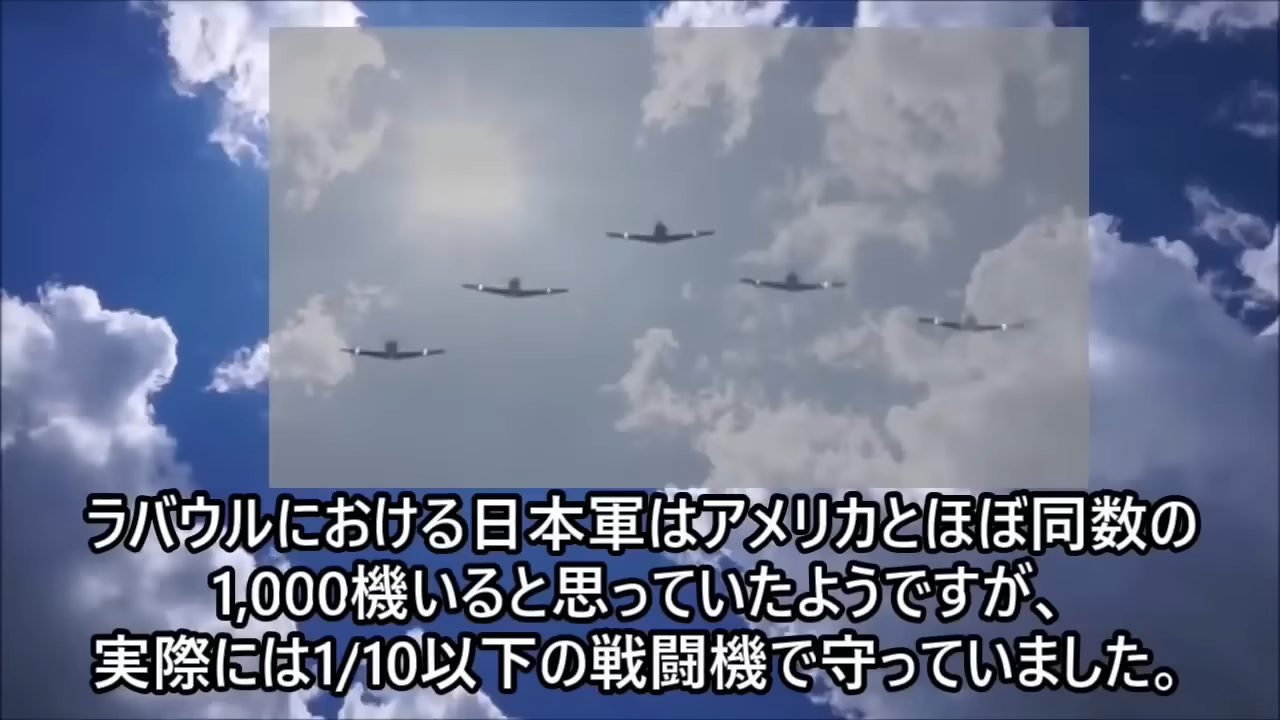 ラバウルにおける日本軍はアメリカとほぼ同数の
1,000機いると思っていたようですが、
実際には1/10以下の戦闘機で守っていました。